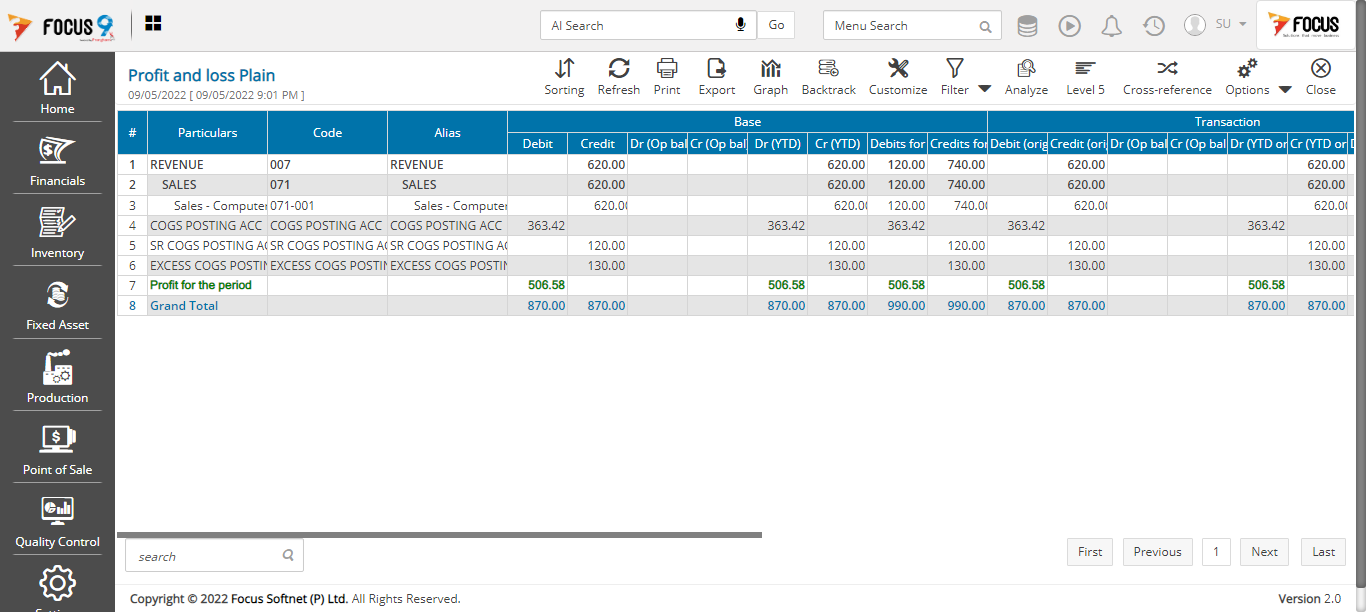 FOCUS 9
AI Search
Go
Menu Search
SU
FOCUS
Profit and loss Plain
09/05/2022 [ 09/05/2022 9:01 PM ]
Sorting Refresh Print Export Graph Backtrack Customize Filter Analyze Level 5 Cross-reference Options Close
Home
Financials
Inventory
Fixed Asset
Production
Point of Sale
Quality Control
# Particulars Code Alias Base Transaction
Debit Credit Dr (Op bal Cr (Op bal Dr (YTD) Cr (YTD) Debits for Credits for Debit (orig Credit (ori Dr (Op bal Cr (Op bal Dr (YTD or Cr (YTD or
1 REVENUE 007 REVENUE 620.00 620.00 120.00 740.00 620.00 620.00
2 SALES 071 SALES 620.00 620.00 120.00 740.00 620.00 620.00
3 Sales - Computer 071-001 Sales - Computer 620.00 620.00 120.00 740.00 620.00 620.00
4 COGS POSTING ACC COGS POSTING ACC COGS POSTING ACC 363.42 363.42 363.42 363.42 363.42
5 SR COGS POSTING AC SR COGS POSTING AC SR COGS POSTING AC 120.00 120.00 120.00 120.00 120.00
6 EXCESS COGS POSTIN EXCESS COGS POSTIN EXCESS COGS POSTIN 130.00 130.00 130.00 130.00 130.00
7 Profit for the period 506.58 506.58 506.58 506.58 506.58
8 Grand Total 870.00 870.00 870.00 870.00 990.00 990.00 870.00 870.00 870.00 870.00
search
First Previous 1 Next Last
Copyright © 2022 Focus Softnet (P) Ltd. All Rights Reserved.
Version 2.0